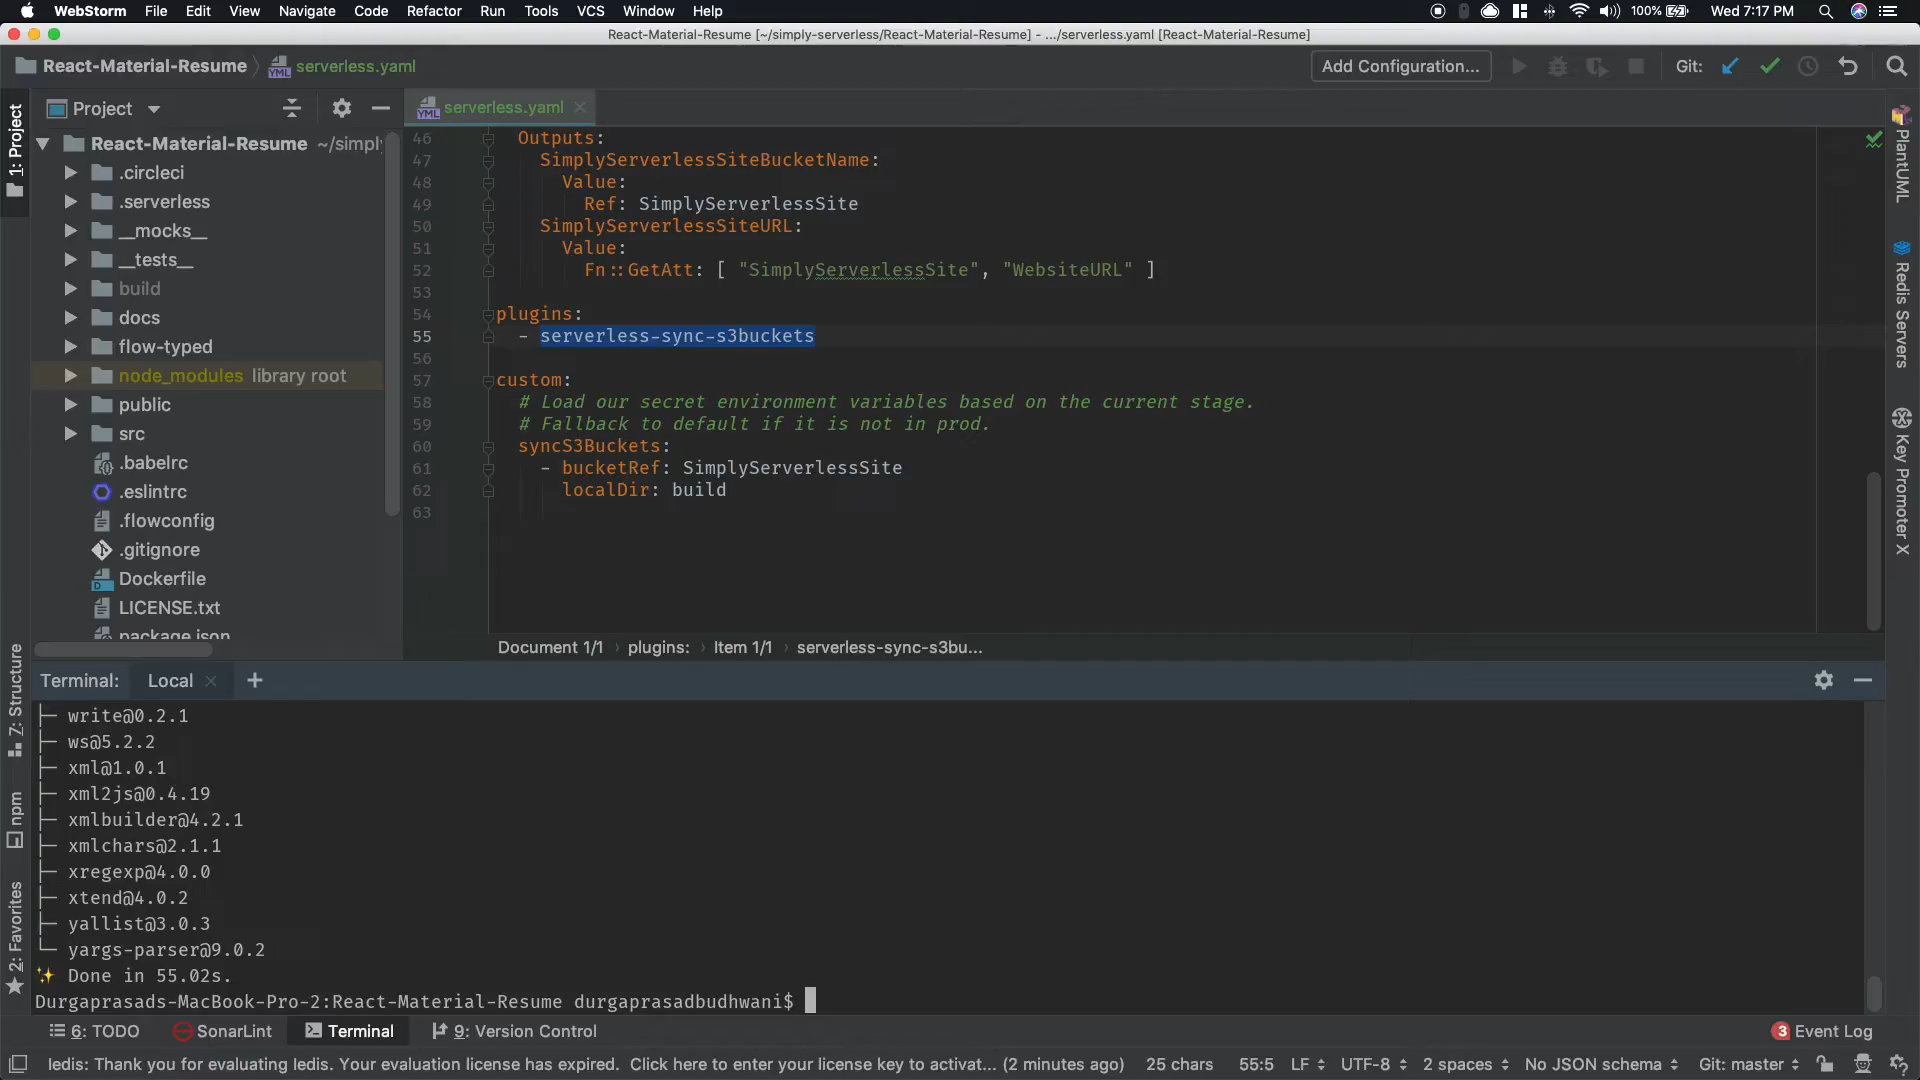 WebStorm File Edit View Navigate Code Refactor Run Tools VCS Window Help 100% Wed 7:17 PM
React-Material-Resume [~/simply-serverless/React-Material-Resume] - .../serverless.yaml [React-Material-Resume]
React-Material-Resume serverless.yaml Add Configuration... Git:
1: Project
Project
serverless.yaml
React-Material-Resume ~/simpl
.circleci
.serverless
__mocks__
__tests__
build
docs
flow-typed
node_modules library root
public
src
.babelrc
.eslintrc
.flowconfig
.gitignore
Dockerfile
LICENSE.txt
package.json
46 Outputs:
47 SimplyServerlessSiteBucketName:
48 Value:
49 Ref: SimplyServerlessSite
50 SimplyServerlessSiteURL:
51 Value:
52 Fn::GetAtt: [ "SimplyServerlessSite", "WebsiteURL" ]
53
54 plugins:
55 - serverless-sync-s3buckets
56
57 custom:
58 # Load our secret environment variables based on the current stage.
59 # Fallback to default if it is not in prod.
60 syncS3Buckets:
61 - bucketRef: SimplyServerlessSite
62 localDir: build
63
Document 1/1 › plugins: › Item 1/1 › serverless-sync-s3bu...
PlantUML
Redis Servers
Key Promoter X
Z: Structure
npm
2: Favorites
Terminal: Local
├─ write@0.2.1
├─ ws@5.2.2
├─ xml@1.0.1
├─ xml2js@0.4.19
├─ xmlbuilder@4.2.1
├─ xmlchars@2.1.1
├─ xregexp@4.0.0
├─ xtend@4.0.2
├─ yallist@3.0.3
└─ yargs-parser@9.0.2
✨ Done in 55.02s.
Durgaprasads-MacBook-Pro-2:React-Material-Resume durgaprasadbudhwani$
6: TODO SonarLint Terminal 9: Version Control 3 Event Log
Iedis: Thank you for evaluating Iedis. Your evaluation license has expired. Click here to enter your license key to activat... (2 minutes ago) 25 chars 55:5 LF UTF-8 2 spaces No JSON schema Git: master